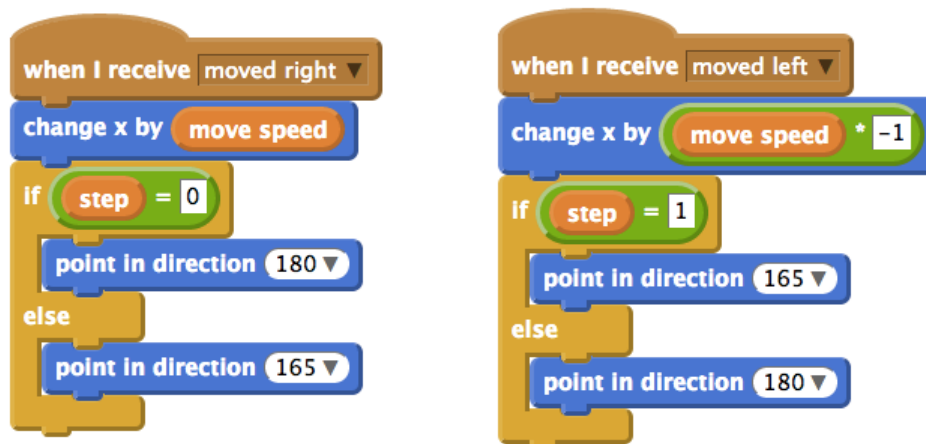 when I receive moved right
change x by move speed
if step = 0
point in direction 180
else
point in direction 165
when I receive moved left
change x by move speed * -1
if step = 1
point in direction 165
else
point in direction 180